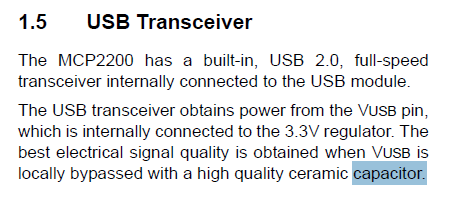 1.5 USB Transceiver
The MCP2200 has a built-in, USB 2.0, full-speed
transceiver internally connected to the USB module.
The USB transceiver obtains power from the VUSB pin,
which is internally connected to the 3.3V regulator. The
best electrical signal quality is obtained when VUSB is
locally bypassed with a high quality ceramic capacitor.